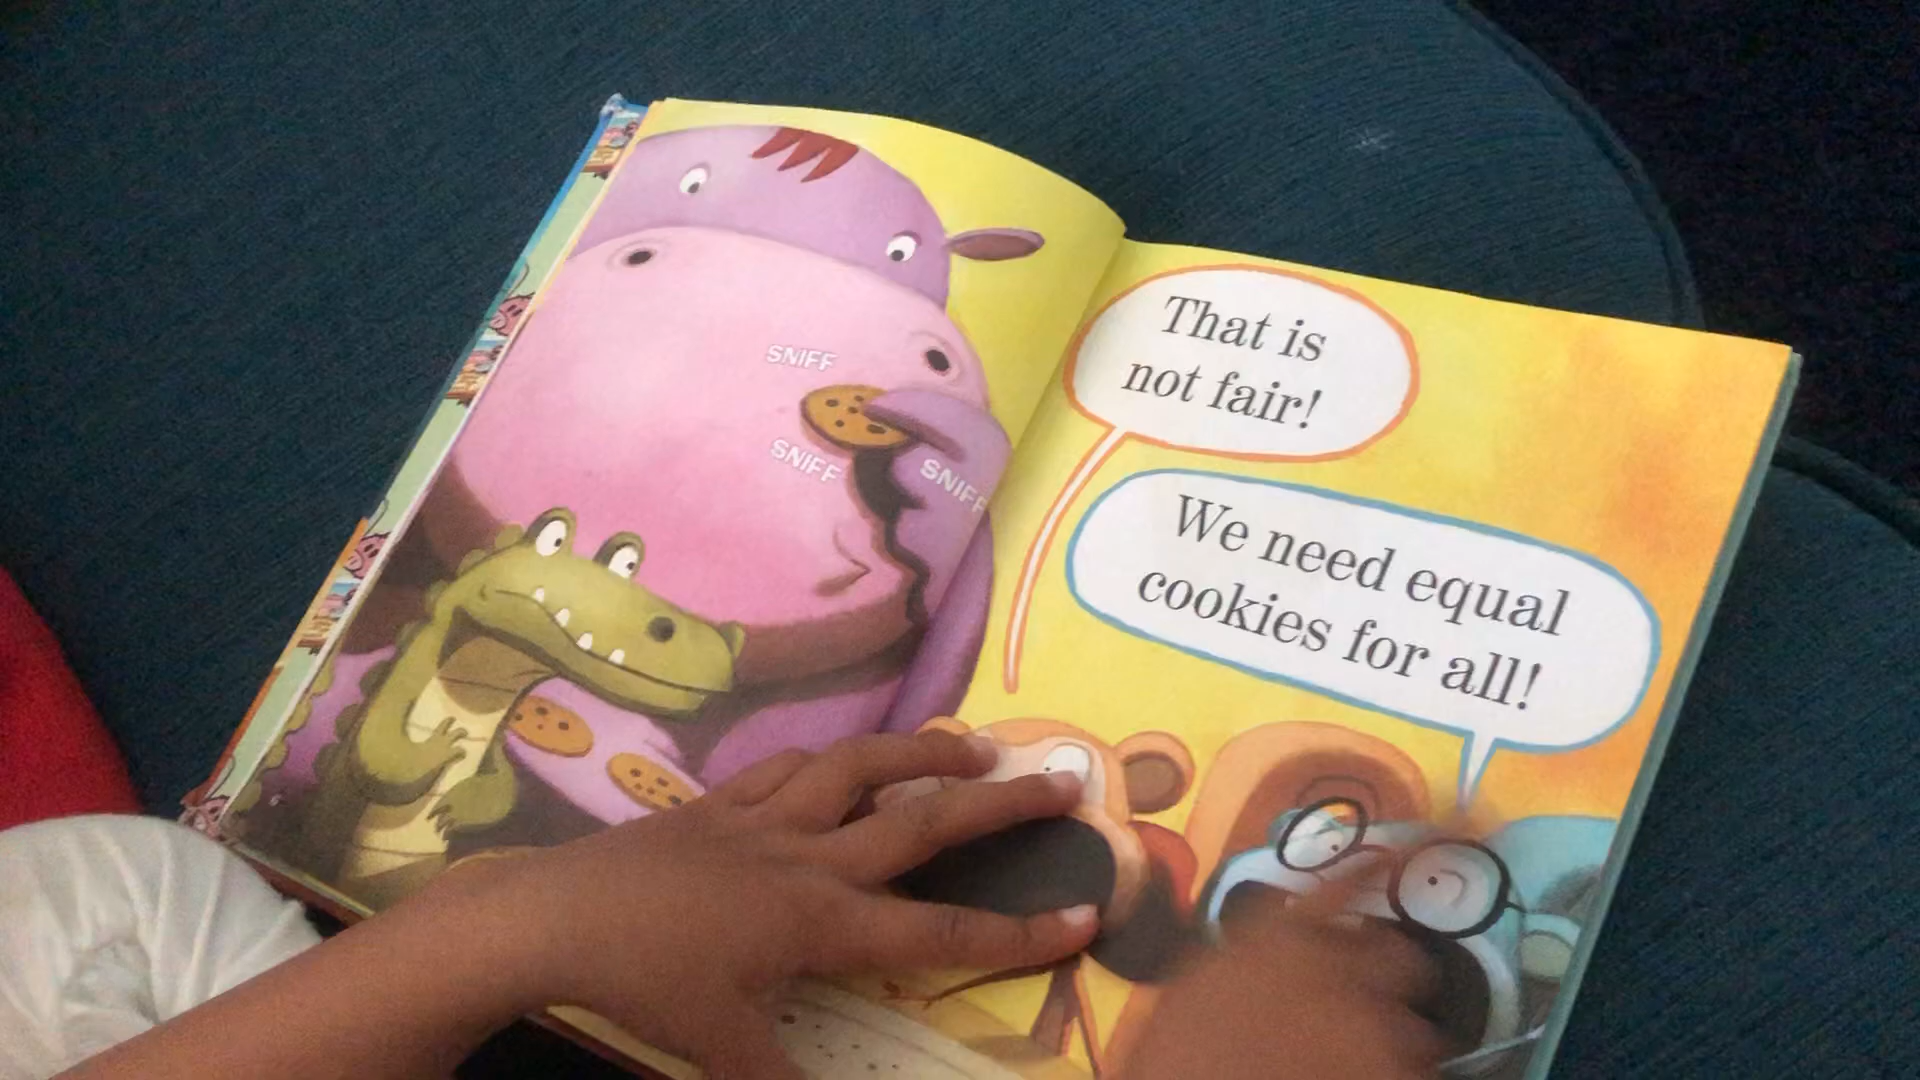 SNIFF
SNIFF
SNIFF
That is
not fair!
We need equal
cookies for all!